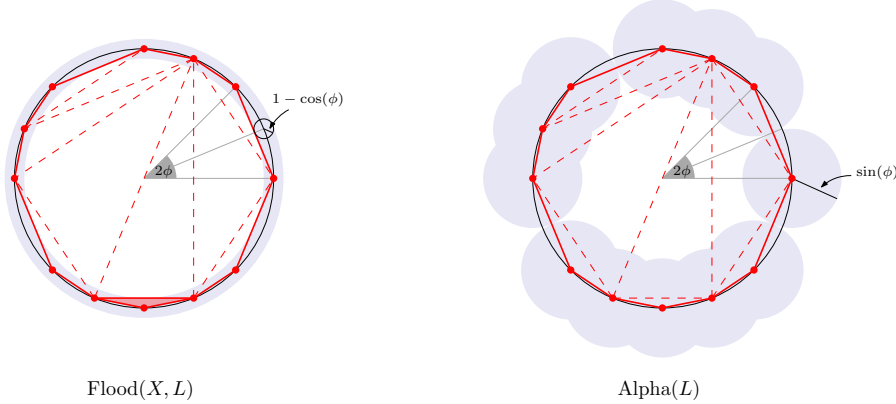 1 − cos(ϕ)
2ϕ
2ϕ
sin(ϕ)
Flood(X, L)
Alpha(L)